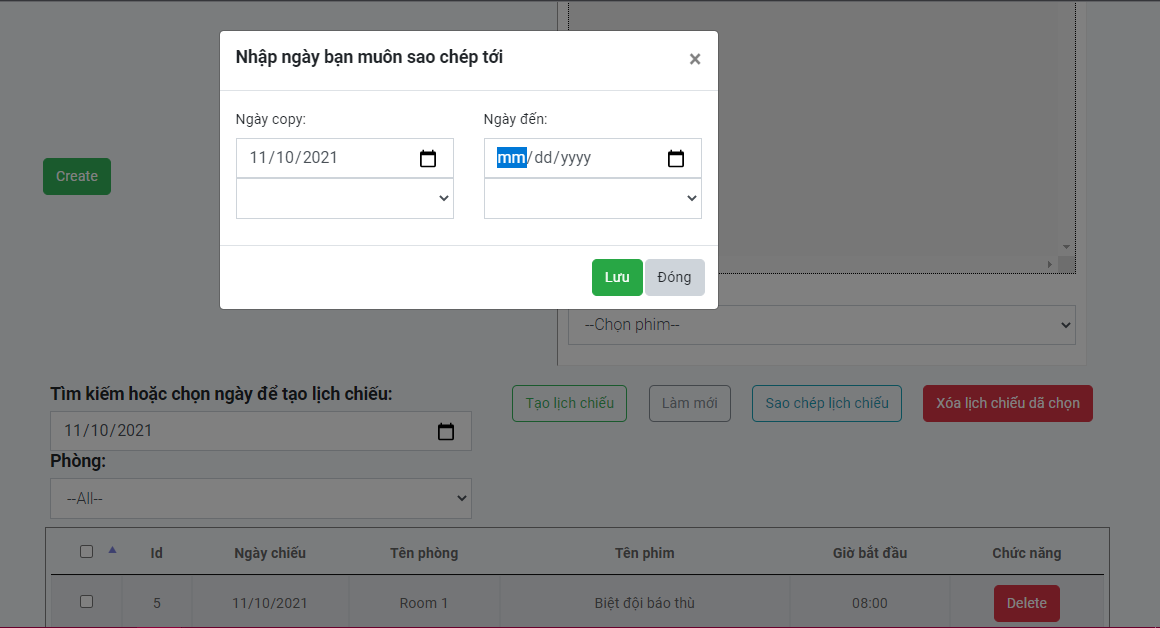 Nhập ngày bạn muôn sao chép tới
×
Ngày copy:
Ngày đến:
11/10/2021
mm/dd/yyyy
Create
Lưu
Đóng
--Chọn phim--
Tìm kiếm hoặc chọn ngày để tạo lịch chiếu:
Tạo lịch chiếu
Làm mới
Sao chép lịch chiếu
Xóa lịch chiếu dã chọn
11/10/2021
Phòng:
--All--
Id
Ngày chiếu
Tên phòng
Tên phim
Giờ bắt đầu
Chức năng
5
11/10/2021
Room 1
Biệt đội báo thù
08:00
Delete